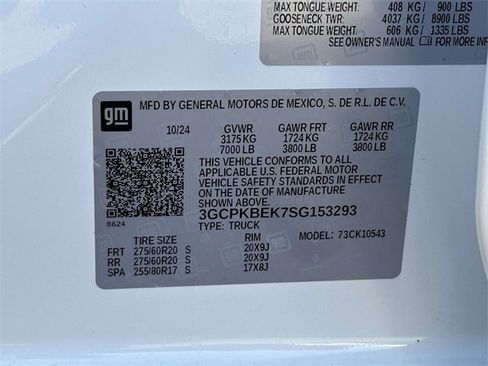 MAX TONGUE WEIGHT: 408 KG/ 900 LBS
GOOSENECK TWR: 4037 KG/ 8900 LBS
MAX TONGUE WEIGHT: 606 KG/ 1335 LBS
SEE OWNER'S MANUAL FOR MORE INFO
gm
MFD BY GENERAL MOTORS DE MEXICO, S. DE R.L. DE C.V.
10/24 GVWR GAWR FRT GAWR RR
3175 KG 1724 KG 1724 KG
7000 LB 3800 LB 3800 LB
THIS VEHICLE CONFORMS TO ALL
APPLICABLE U.S. FEDERAL MOTOR
VEHICLE SAFETY STANDARDS IN EFFECT
ON THE DATE OF MANUFACTURE
SHOWN ABOVE.
3GCPKBEK7SG153293
8624 TYPE: TRUCK
TIRE SIZE RIM 73CK10543
FRT 275/60R20 S 20X9J
RR 275/60R20 S 20X9J
SPA 255/80R17 S 17X8J